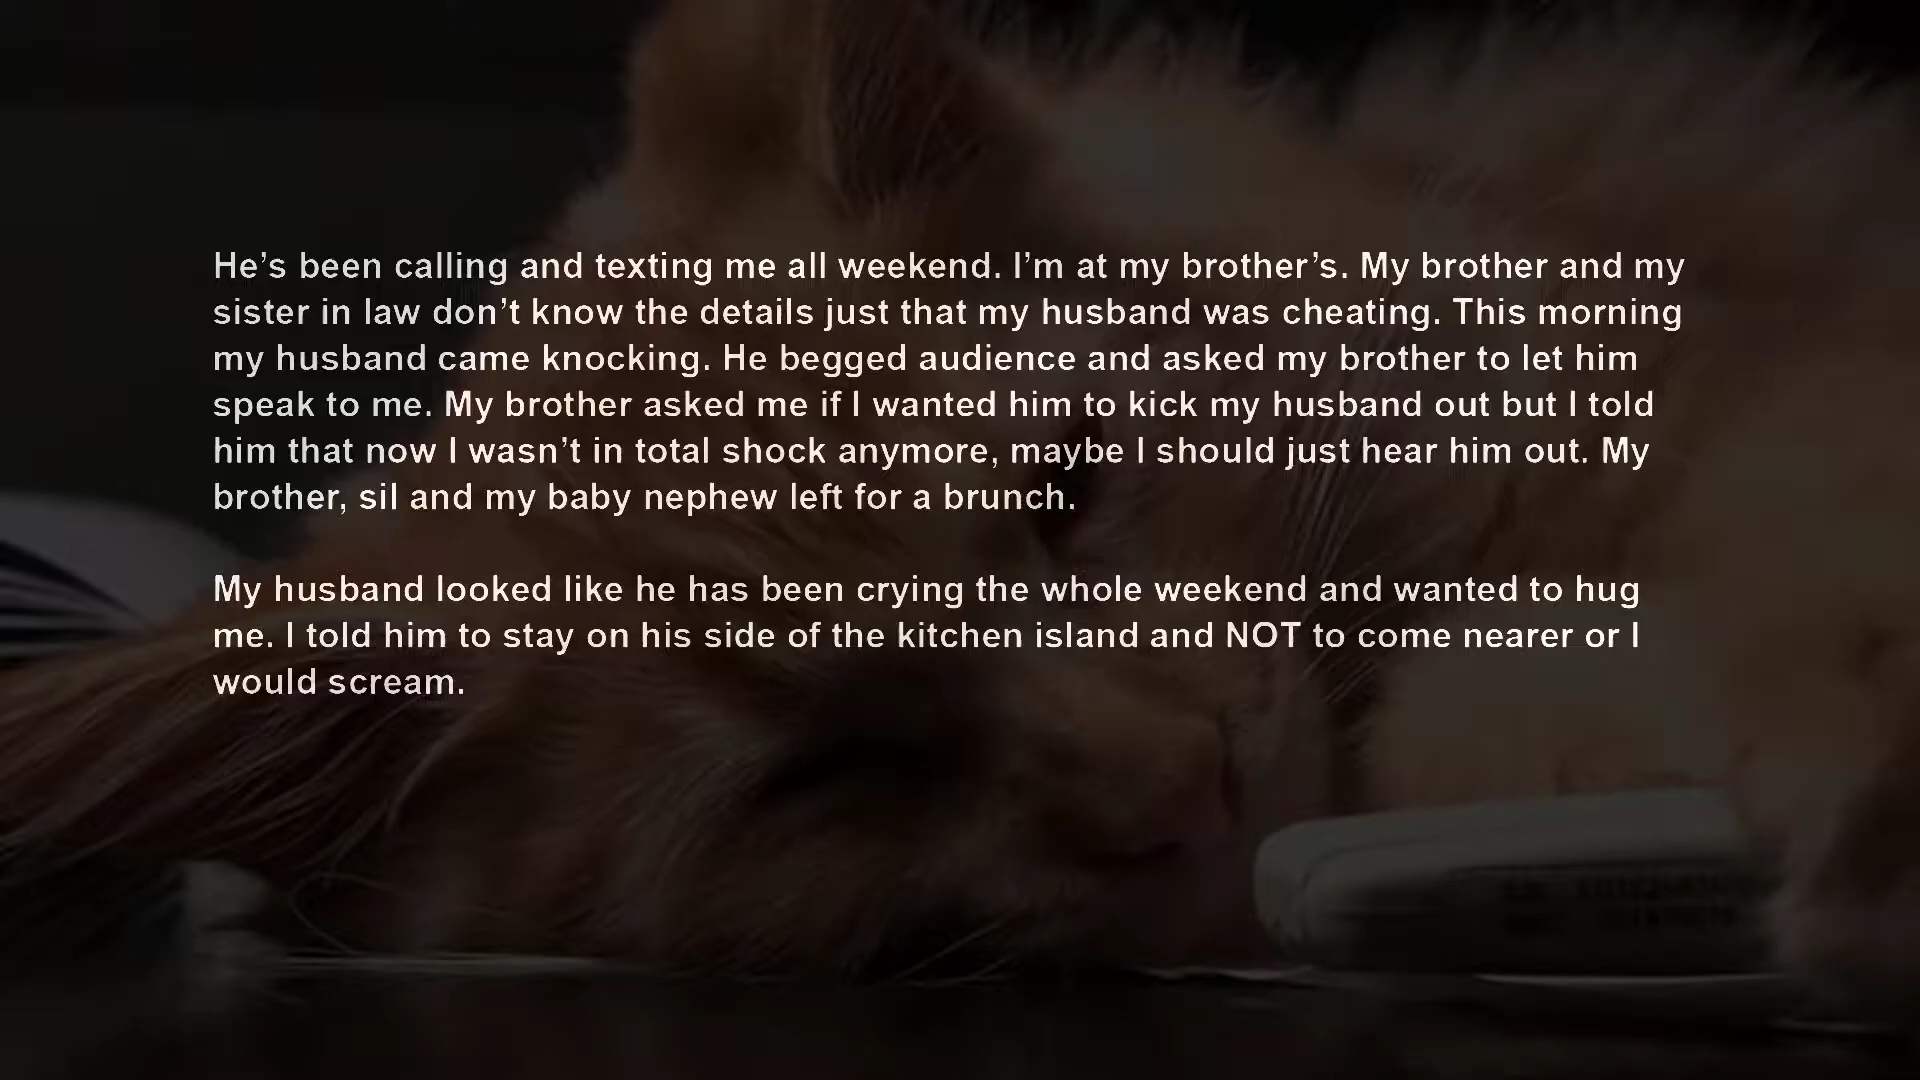 He’s been calling and texting me all weekend. I’m at my brother’s. My brother and my
sister in law don’t know the details just that my husband was cheating. This morning
my husband came knocking. He begged audience and asked my brother to let him
speak to me. My brother asked me if I wanted him to kick my husband out but I told
him that now I wasn’t in total shock anymore, maybe I should just hear him out. My
brother, sil and my baby nephew left for a brunch.
My husband looked like he has been crying the whole weekend and wanted to hug
me. I told him to stay on his side of the kitchen island and NOT to come nearer or I
would scream.